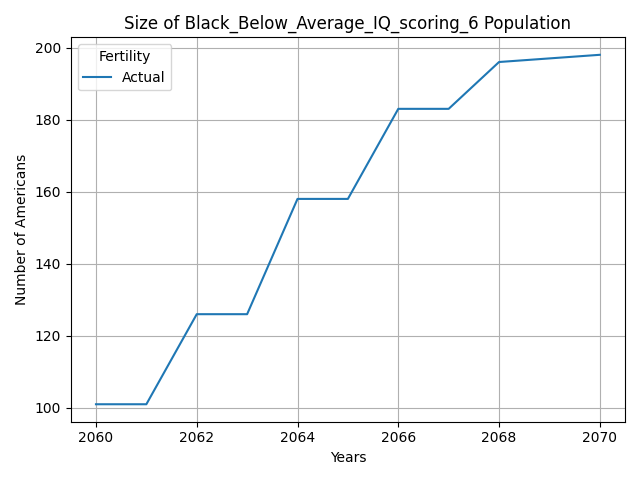 Size of Black_Below_Average_IQ_scoring_6 Population
Fertility
Actual
Number of Americans
200
180
160
140
120
100
2060
2062
2064
2066
2068
2070
Years